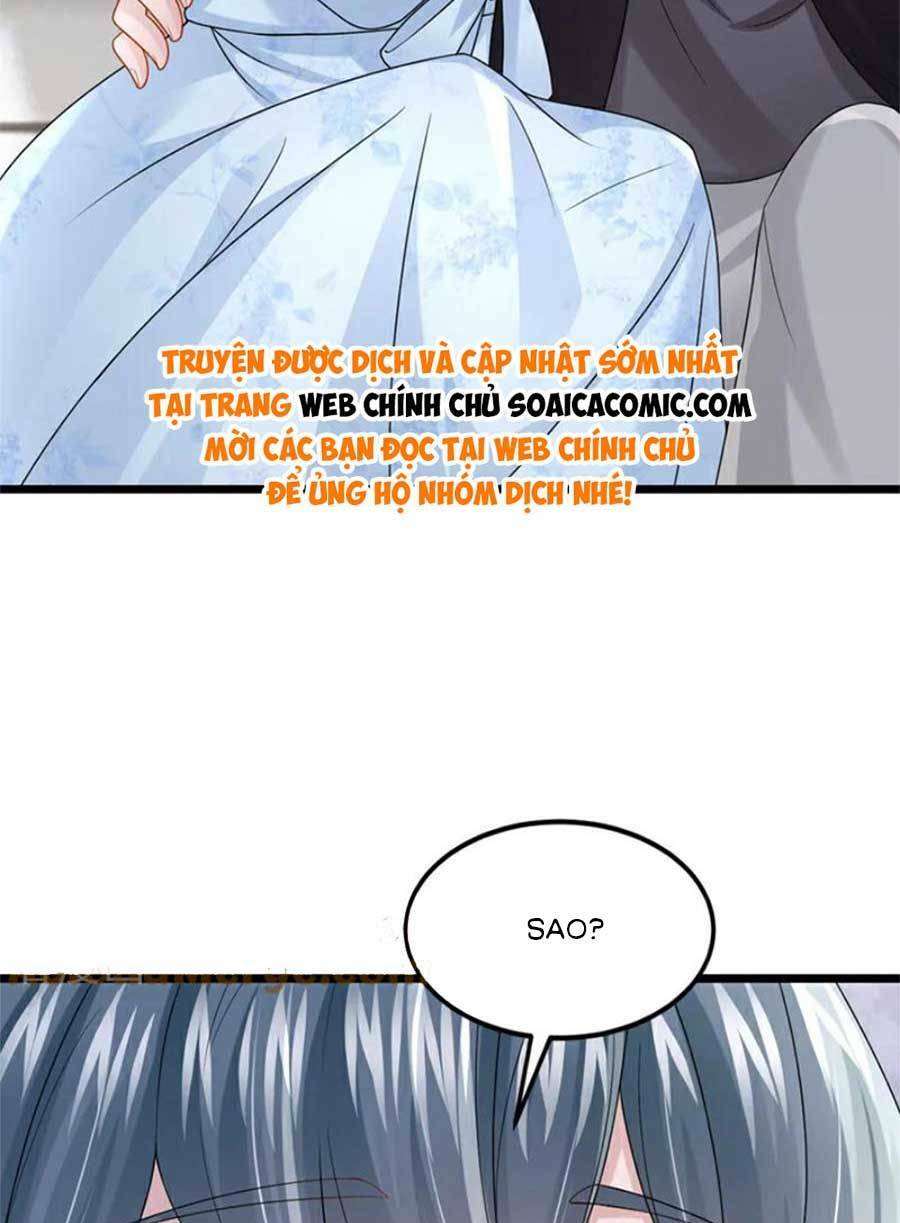 TRUYỆN ĐƯỢC DỊCH VÀ CẬP NHẬT SỚM NHẤT
TẠI TRANG WEB CHÍNH CHỦ SOAICACOMIC.COM
MỜI CÁC BẠN ĐỌC TẠI WEB CHÍNH CHỦ
ĐỂ ỦNG HỘ NHÓM DỊCH NHÉ!
SAO?